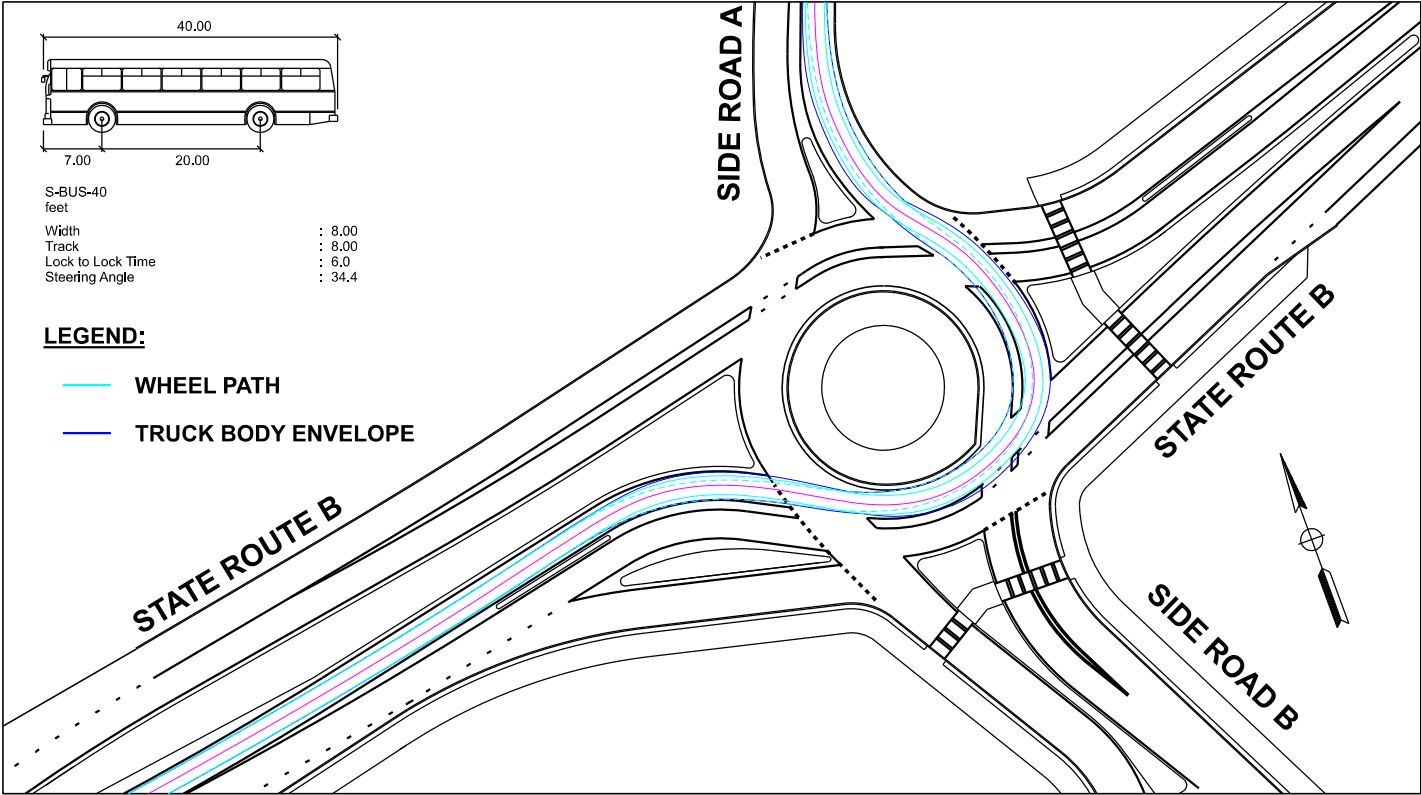 40.00
7.00 20.00
S-BUS-40
feet
Width : 8.00
Track : 8.00
Lock to Lock Time : 6.0
Steering Angle : 34.4
LEGEND:
WHEEL PATH
TRUCK BODY ENVELOPE
SIDE ROAD A
STATE ROUTE B
STATE ROUTE B
SIDE ROAD B